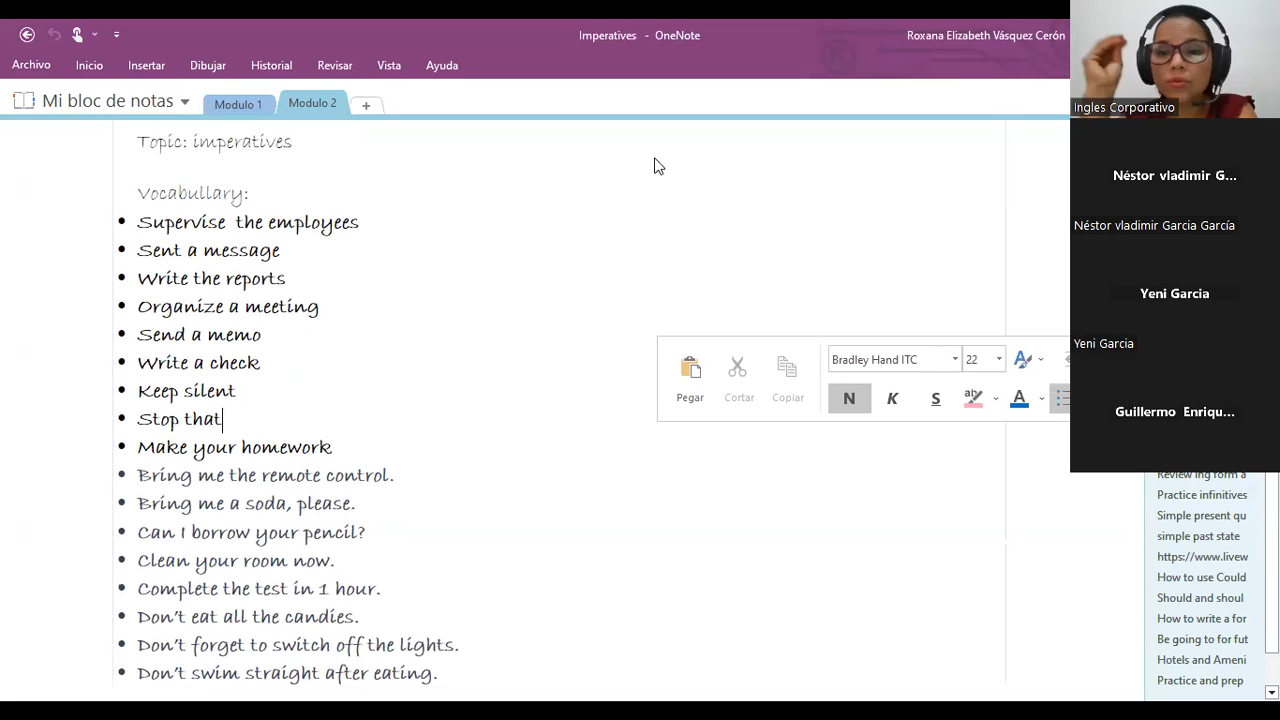 Imperatives - OneNote
Roxana Elizabeth Vásquez Cerón
Archivo Inicio Insertar Dibujar Historial Revisar Vista Ayuda
Mi bloc de notas Modulo 1 Modulo 2 +
Topic: imperatives
Vocabullary:
• Supervise the employees
• Sent a message
• Write the reports
• Organize a meeting
• Send a memo
• Write a check
• Keep silent
• Stop that
• Make your homework
• Bring me the remote control.
• Bring me a soda, please.
• Can I borrow your pencil?
• Clean your room now.
• Complete the test in 1 hour.
• Don't eat all the candies.
• Don't forget to switch off the lights.
• Don't swim straight after eating.
Pegar Cortar Copiar
Bradley Hand ITC 22
N K S ab A
Ingles Corporativo
Néstor vladimir G...
Néstor vladimir Garcia García
Yeni Garcia
Yeni Garcia
Guillermo Enriqu...
Review ing form a
Practice infinitives
Simple present qu
simple past state
https://www.livew
How to use Could
Should and shoul
How to write a for
Be going to for fut
Hotels and Ameni
Practice and prep